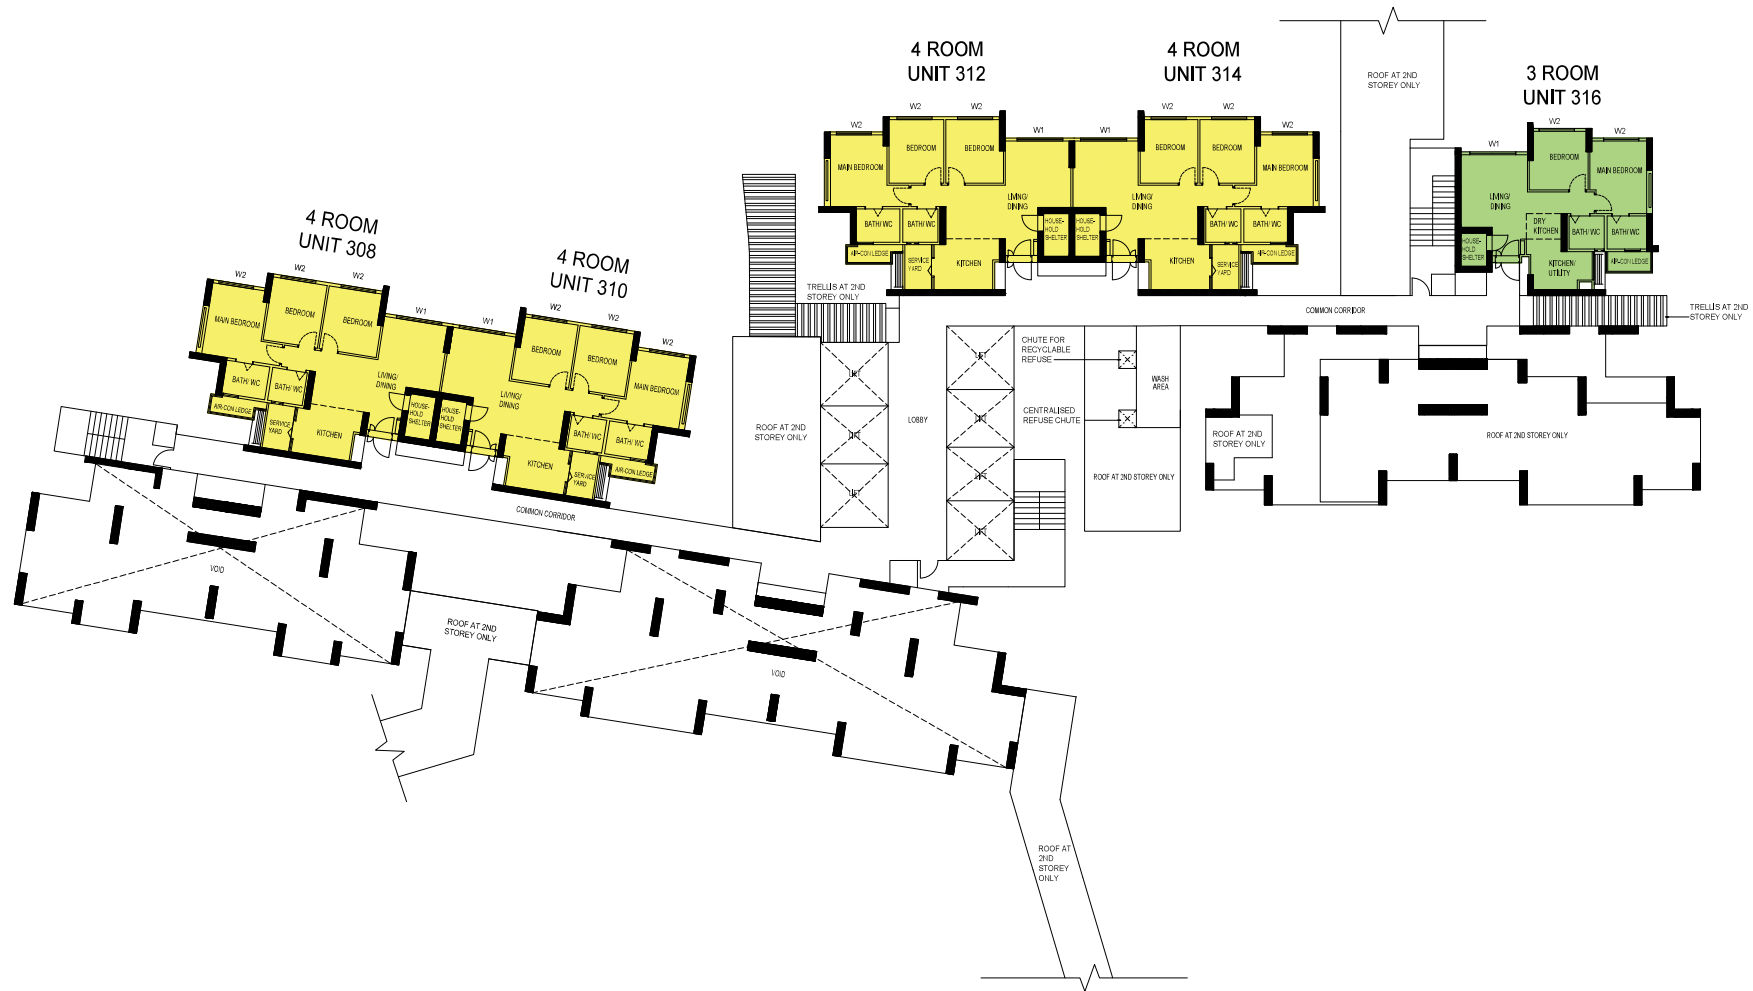 4 ROOM
UNIT 312
4 ROOM
UNIT 314
3 ROOM
UNIT 316
ROOF AT 2ND
STOREY ONLY
W2
W2
W2
W1
W1
W2
W2
W2
MAIN BEDROOM
BEDROOM
BEDROOM
LIVING/
DINING
BATH/ WC
BATH/ WC
AIR-CON LEDGE
SERVICE
YARD
KITCHEN
HOUSE-
HOLD
SHELTER
HOUSE-
HOLD
SHELTER
LIVING/
DINING
BEDROOM
BEDROOM
MAIN BEDROOM
BATH/ WC
BATH/ WC
AIR-CON LEDGE
KITCHEN
SERVICE
YARD
W1
W2
W2
BEDROOM
MAIN BEDROOM
LIVING/
DINING
DRY
KITCHEN
BATH/ WC
BATH/ WC
HOUSE-
HOLD
SHELTER
KITCHEN/
UTILITY
AIR-CON LEDGE
4 ROOM
UNIT 308
4 ROOM
UNIT 310
W2
W2
W2
W1
W1
W2
W2
W2
MAIN BEDROOM
BEDROOM
BEDROOM
LIVING/
DINING
BATH/ WC
BATH/ WC
AIR-CON LEDGE
SERVICE
YARD
KITCHEN
HOUSE-
HOLD
SHELTER
HOUSE-
HOLD
SHELTER
LIVING/
DINING
BEDROOM
BEDROOM
MAIN BEDROOM
BATH/ WC
BATH/ WC
AIR-CON LEDGE
KITCHEN
SERVICE
YARD
TRELLIS AT 2ND
STOREY ONLY
COMMON CORRIDOR
TRELLIS AT 2ND
STOREY ONLY
CHUTE FOR
RECYCLABLE
REFUSE
WASH
AREA
CENTRALISED
REFUSE CHUTE
LIFT
LIFT
LIFT
LOBBY
LIFT
LIFT
LIFT
LIFT
ROOF AT 2ND
STOREY ONLY
ROOF AT 2ND STOREY ONLY
ROOF AT 2ND
STOREY ONLY
ROOF AT 2ND STOREY ONLY
COMMON CORRIDOR
VOID
ROOF AT 2ND
STOREY ONLY
VOID
ROOF AT
2ND
STOREY
ONLY